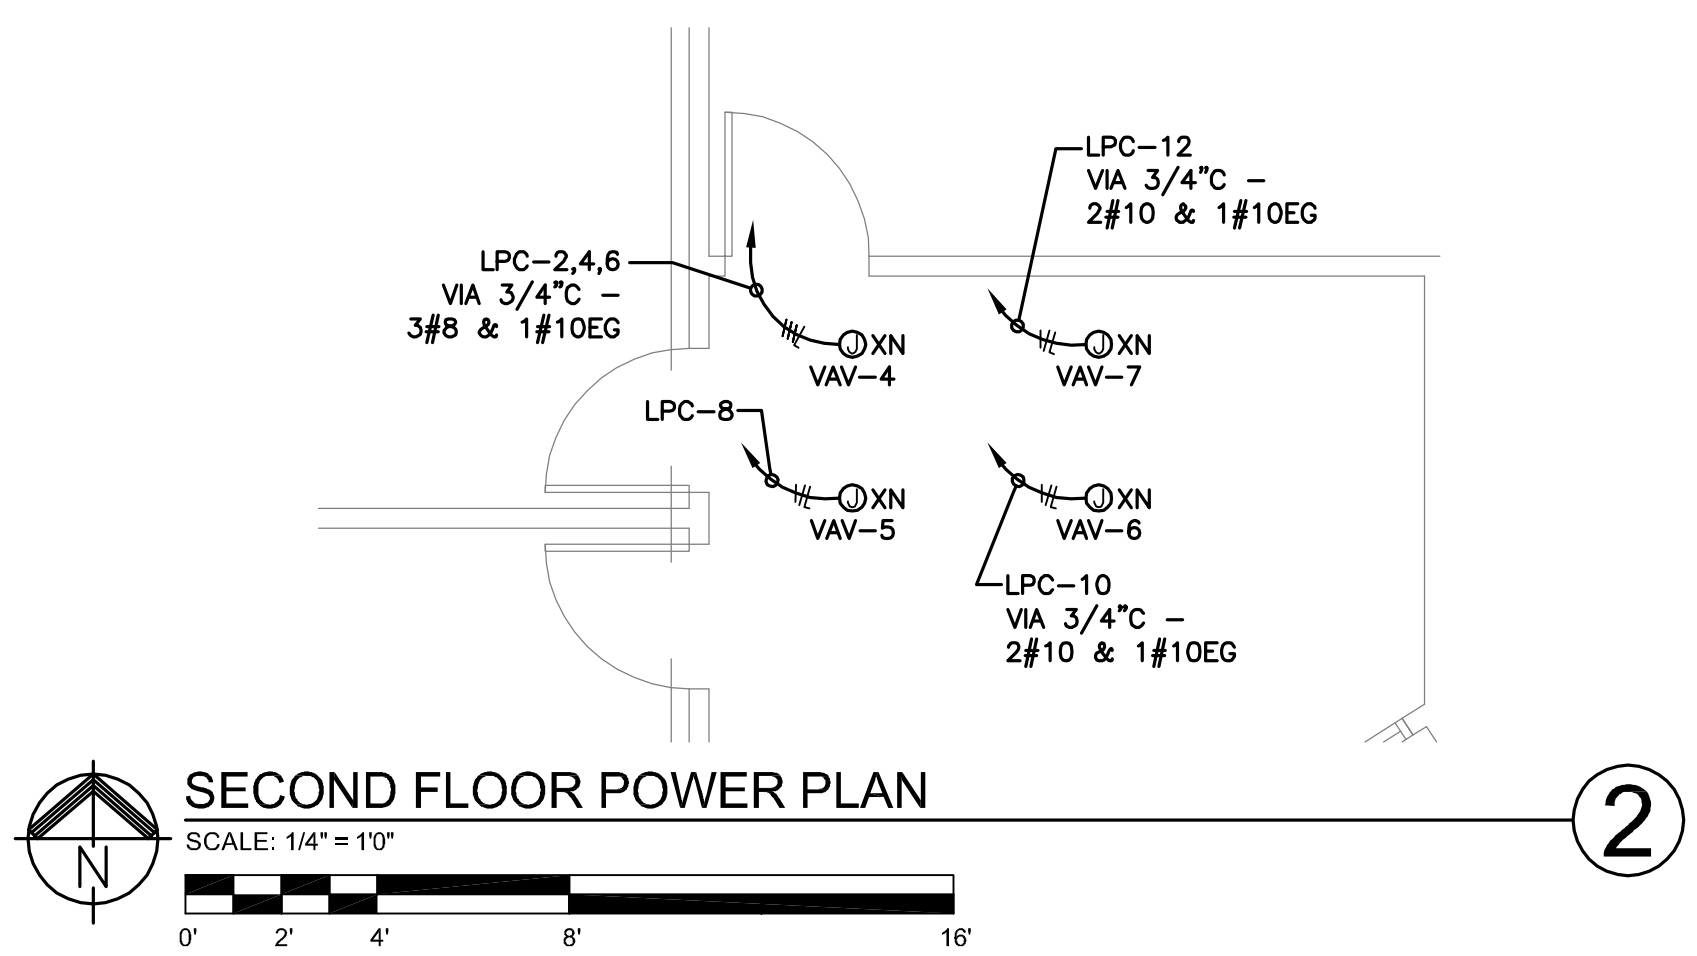 LPC-12
VIA 3/4"C -
2#10 & 1#10EG
LPC-2,4,6
VIA 3/4"C -
3#8 & 1#10EG
J XN
VAV-4
J XN
VAV-7
LPC-8
J XN
VAV-5
J XN
VAV-6
LPC-10
VIA 3/4"C -
2#10 & 1#10EG
N
SECOND FLOOR POWER PLAN
2
SCALE: 1/4" = 1'0"
0' 2' 4' 8' 16'